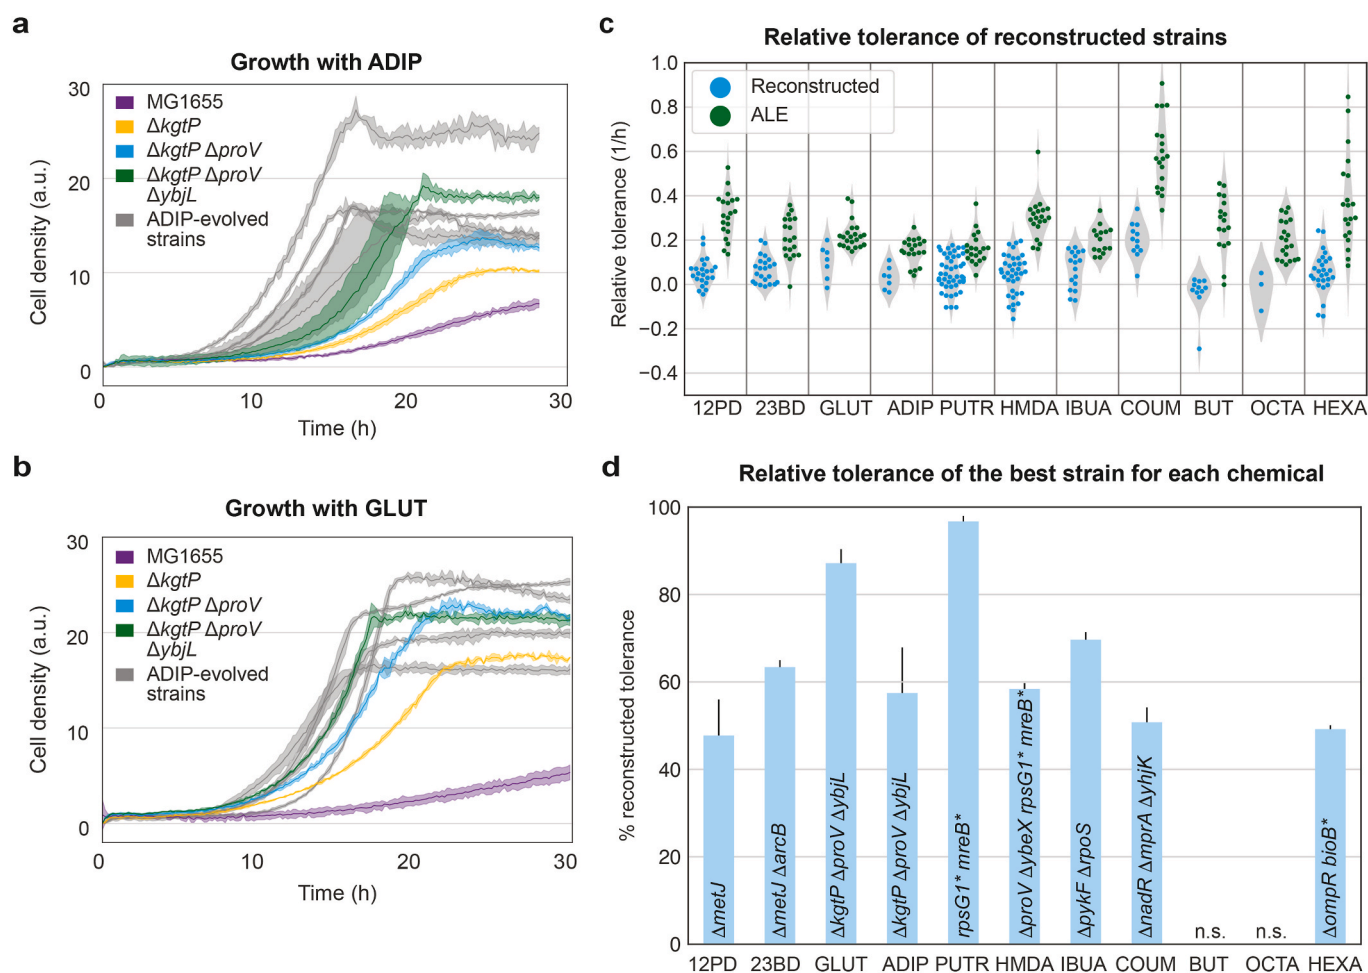 a
Growth with ADIP
30
20
10
0
Cell density (a.u.)
MG1655
ΔkgtP
ΔkgtP ΔproV
ΔkgtP ΔproV
ΔybjL
ADIP-evolved
strains
0
10
20
30
Time (h)
b
Growth with GLUT
30
20
10
0
Cell density (a.u.)
MG1655
ΔkgtP
ΔkgtP ΔproV
ΔkgtP ΔproV
ΔybjL
ADIP-evolved
strains
0
10
20
30
Time (h)
c
Relative tolerance of reconstructed strains
1.0
0.8
0.6
0.4
0.2
0.0
−0.2
−0.4
Relative tolerance (1/h)
Reconstructed
ALE
12PD 23BD GLUT ADIP PUTR HMDA IBUA COUM BUT OCTA HEXA
d
Relative tolerance of the best strain for each chemical
100
80
60
40
20
0
% reconstructed tolerance
ΔmetJ
ΔmetJ ΔarcB
ΔkgtP ΔproV ΔybjL
ΔkgtP ΔproV ΔybjL
rpsG1* mreB*
ΔproV ΔybeX rpsG1* mreB*
ΔpykF ΔrpoS
ΔnadR ΔmprA ΔyhjK
n.s.
n.s.
ΔompR bioB*
12PD 23BD GLUT ADIP PUTR HMDA IBUA COUM BUT OCTA HEXA